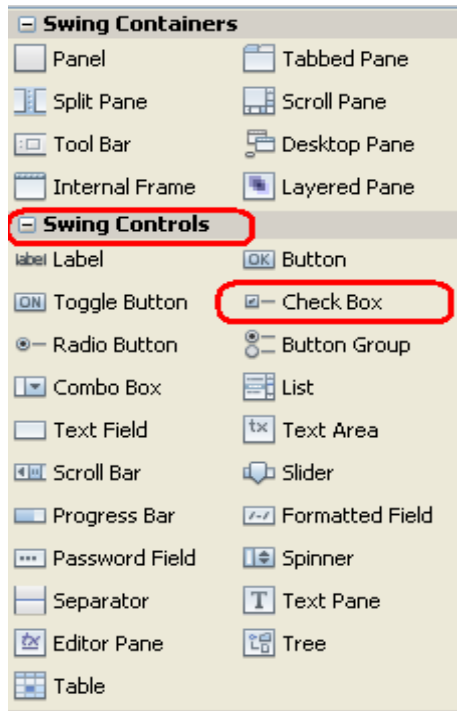 Swing Containers
Panel Tabbed Pane
Split Pane Scroll Pane
Tool Bar Desktop Pane
Internal Frame Layered Pane
Swing Controls
label Label OK Button
ON Toggle Button Check Box
Radio Button Button Group
Combo Box List
Text Field tx Text Area
Scroll Bar Slider
Progress Bar Formatted Field
Password Field Spinner
Separator T Text Pane
Editor Pane Tree
Table